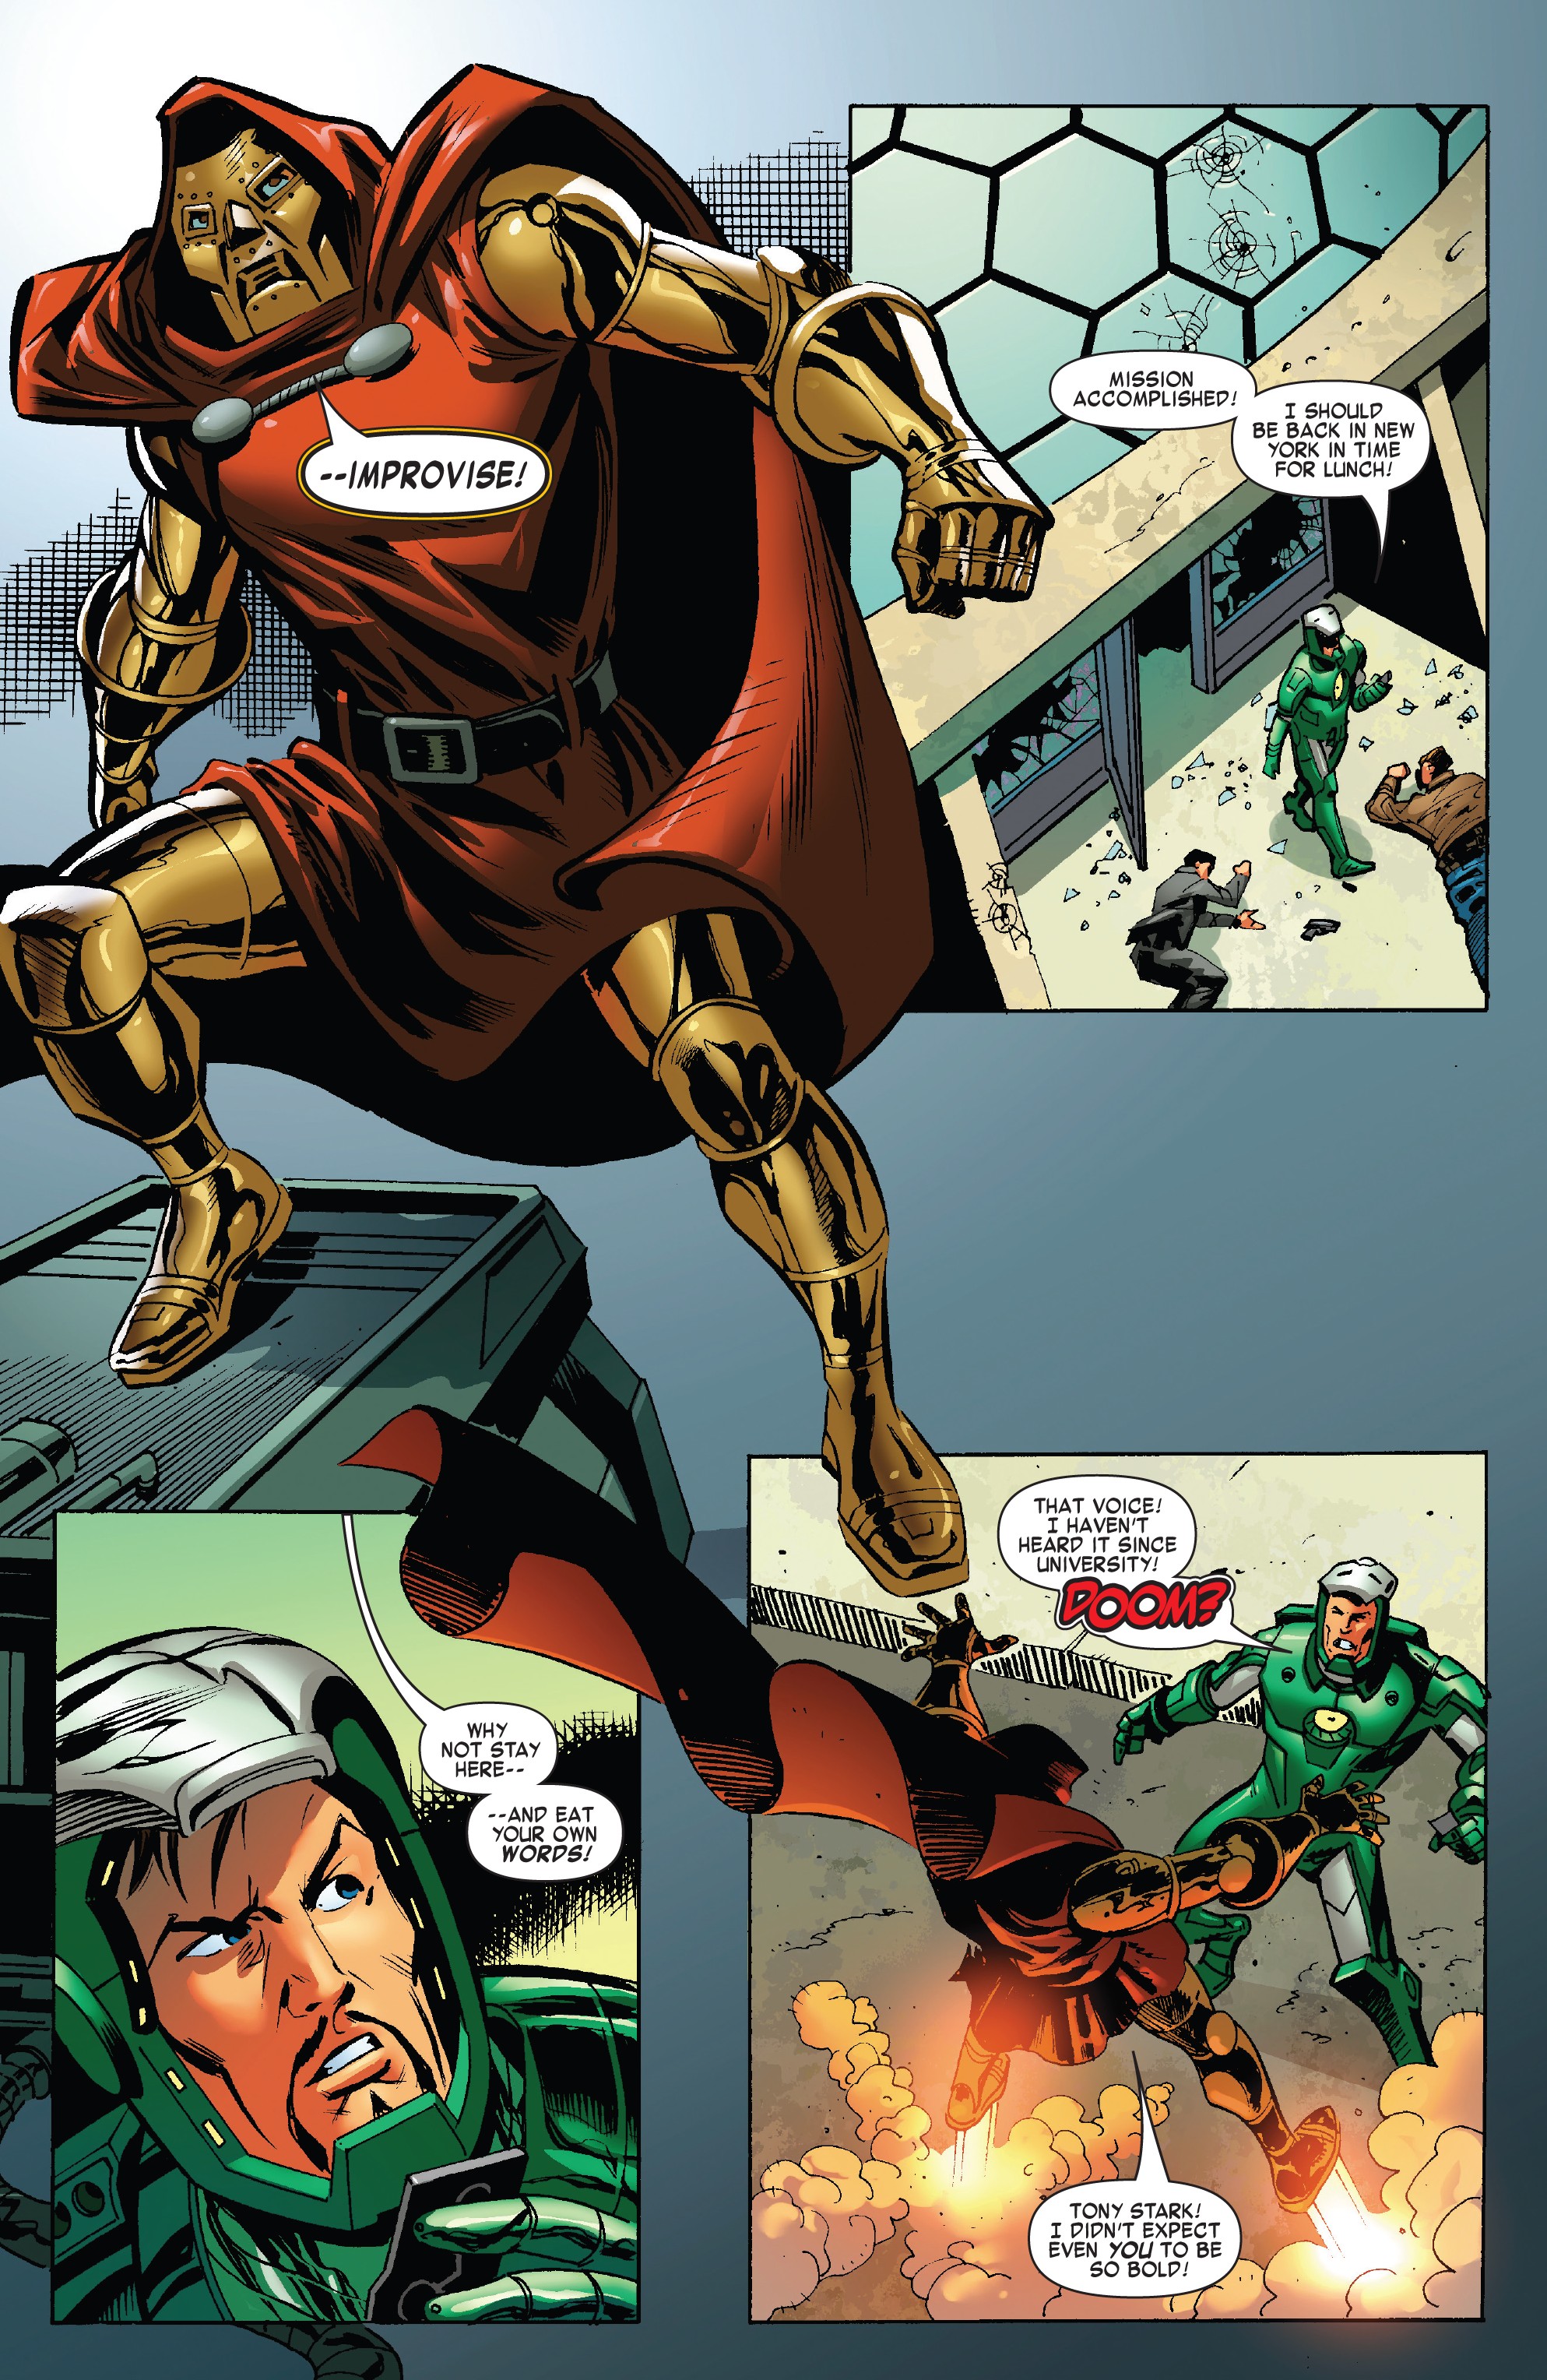 --IMPROVISE!
MISSION
ACCOMPLISHED!
I SHOULD
BE BACK IN NEW
YORK IN TIME
FOR LUNCH!
WHY
NOT STAY
HERE--
--AND EAT
YOUR OWN
WORDS!
THAT VOICE!
I HAVEN'T
HEARD IT SINCE
UNIVERSITY!
DOOM?
TONY STARK!
I DIDN'T EXPECT
EVEN YOU TO BE
SO BOLD!